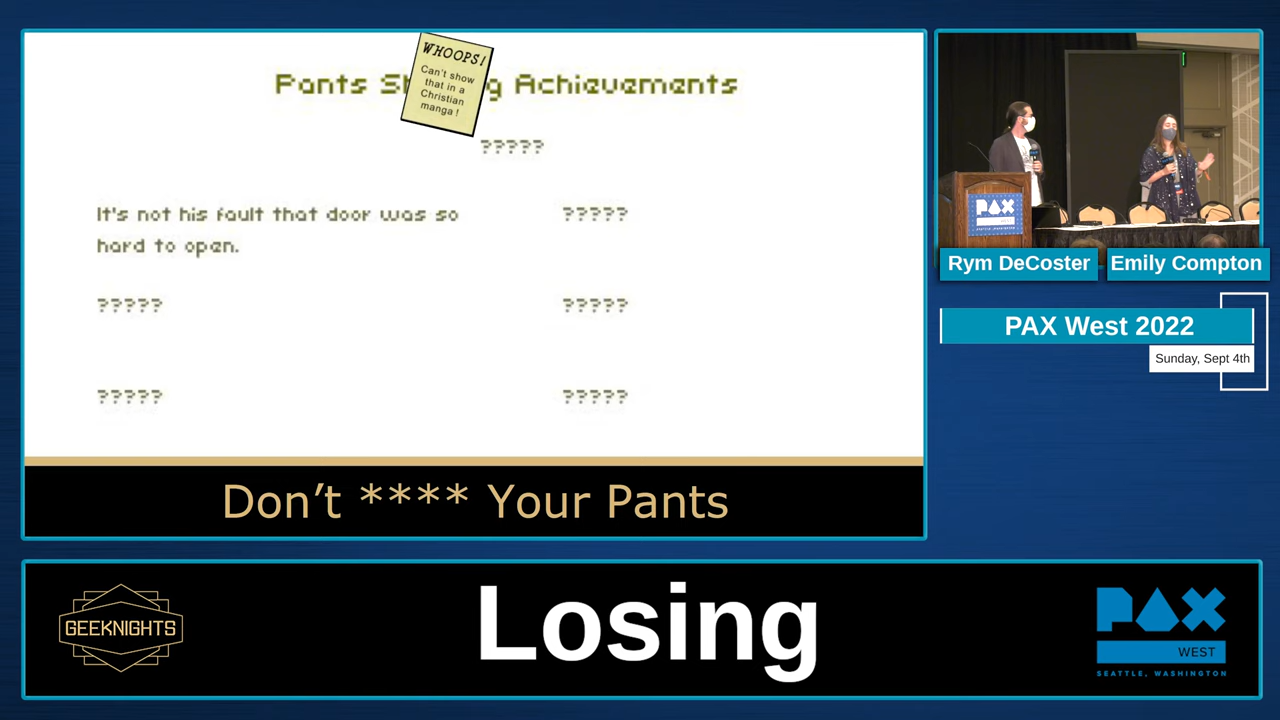 WHOOPS!
Can't show
that in a
Christian
manga!
Pants Sh g Achievements
?????
It's not his fault that door was so
?????
hard to open.
?????
?????
?????
?????
Don't **** Your Pants
PAX
Rym DeCoster
Emily Compton
PAX West 2022
Sunday, Sept 4th
GEEKNIGHTS
Losing
PAX
WEST
SEATTLE, WASHINGTON